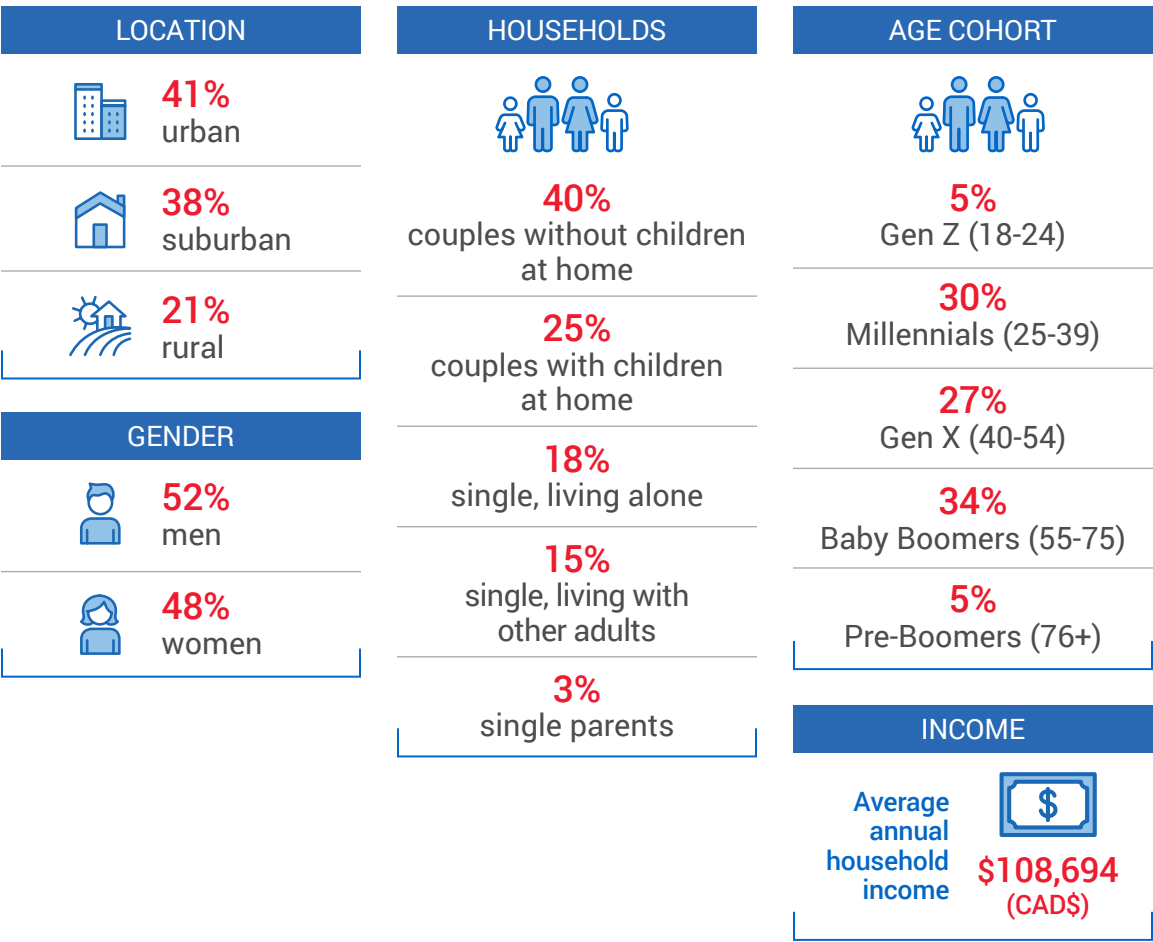 LOCATION
41%
urban
38%
suburban
21%
rural
GENDER
52%
men
48%
women
HOUSEHOLDS
40%
couples without children
at home
25%
couples with children
at home
18%
single, living alone
15%
single, living with
other adults
3%
single parents
AGE COHORT
5%
Gen Z (18-24)
30%
Millennials (25-39)
27%
Gen X (40-54)
34%
Baby Boomers (55-75)
5%
Pre-Boomers (76+)
INCOME
Average
annual
household
income
$
$108,694
(CAD$)